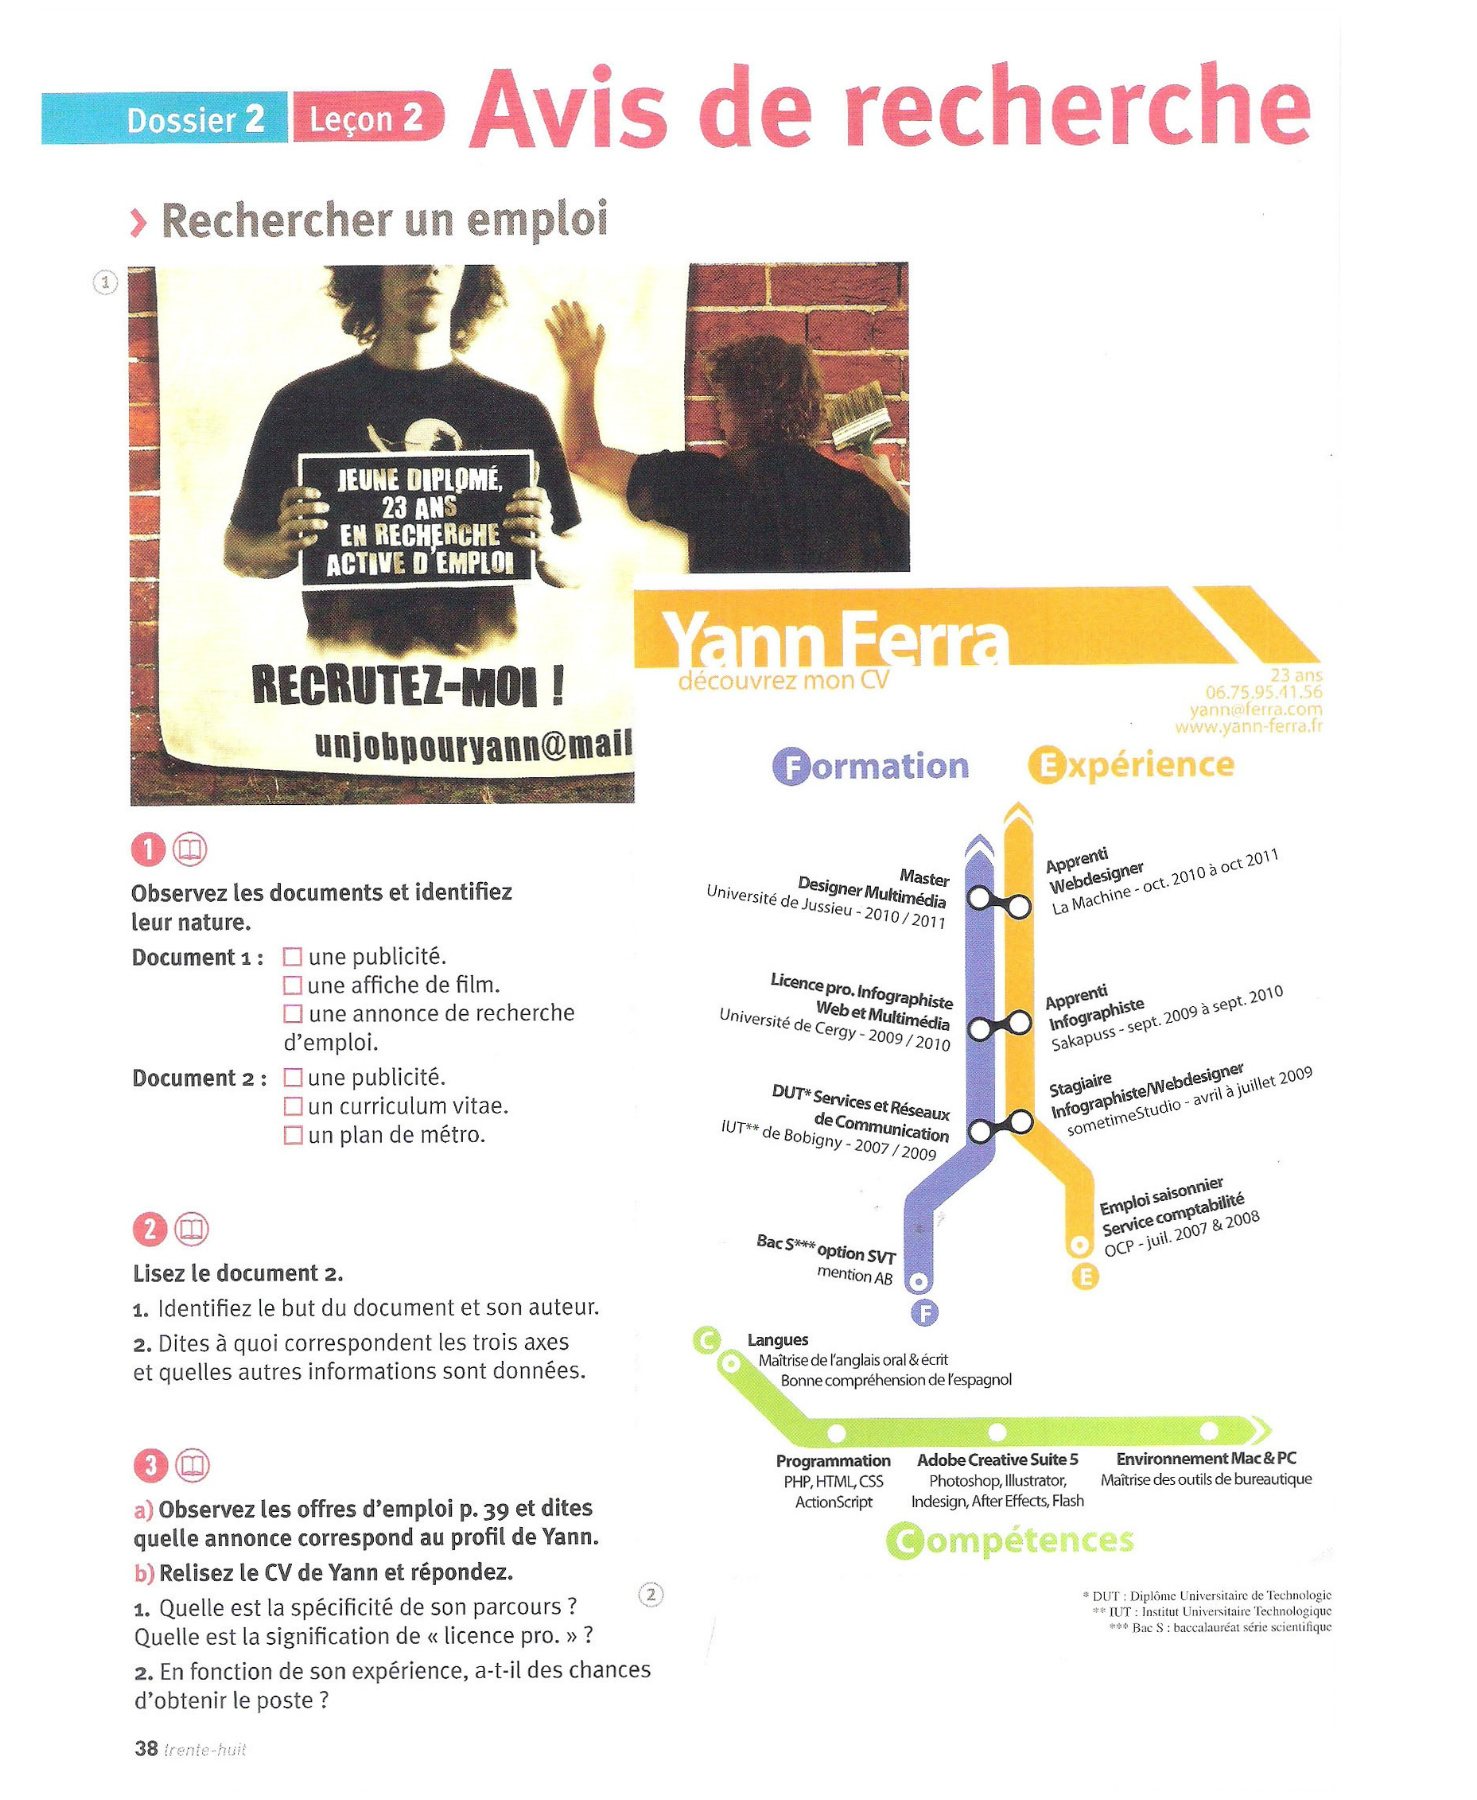 Dossier 2 Leçon 2 Avis de recherche
› Rechercher un emploi
1
JEUNE DIPLOMÉ,
23 ANS
EN RECHERCHE
ACTIVE D'EMPLOI
RECRUTEZ-MOI !
unjobpouryann@mail
1
Observez les documents et identifiez
leur nature.
Document 1 : □ une publicité.
□ une affiche de film.
□ une annonce de recherche
d'emploi.
Document 2 : □ une publicité.
□ un curriculum vitae.
□ un plan de métro.
2
Lisez le document 2.
1. Identifiez le but du document et son auteur.
2. Dites à quoi correspondent les trois axes
et quelles autres informations sont données.
3
a) Observez les offres d'emploi p. 39 et dites
quelle annonce correspond au profil de Yann.
b) Relisez le CV de Yann et répondez.
1. Quelle est la spécificité de son parcours ?
Quelle est la signification de « licence pro. » ?
2. En fonction de son expérience, a-t-il des chances
d'obtenir le poste ?
Yann Ferra
découvrez mon CV
23 ans
06.75.95.41.56
yann@ferra.com
www.yann-ferra.fr
Formation
Expérience
Master
Designer Multimédia
Université de Jussieu - 2010 / 2011
Apprenti
Webdesigner
La Machine - oct. 2010 à oct 2011
Licence pro. Infographiste
Web et Multimédia
Université de Cergy - 2009 / 2010
Apprenti
Infographiste
Sakapuss - sept. 2009 à sept. 2010
DUT* Services et Réseaux
de Communication
IUT** de Bobigny - 2007 / 2009
Stagiaire
Infographiste/Webdesigner
sometimeStudio - avril à juillet 2009
Bac S*** option SVT
mention AB
F
Emploi saisonnier
Service comptabilité
OCP - juil. 2007 & 2008
E
C
Langues
Maîtrise de l'anglais oral & écrit
Bonne compréhension de l'espagnol
Programmation
PHP, HTML, CSS
ActionScript
Adobe Creative Suite 5
Photoshop, Illustrator,
Indesign, After Effects, Flash
Environnement Mac & PC
Maîtrise des outils de bureautique
Compétences
2
* DUT : Diplôme Universitaire de Technologie
** IUT : Institut Universitaire Technologique
*** Bac S : baccalauréat série scientifique
38 trente-huit